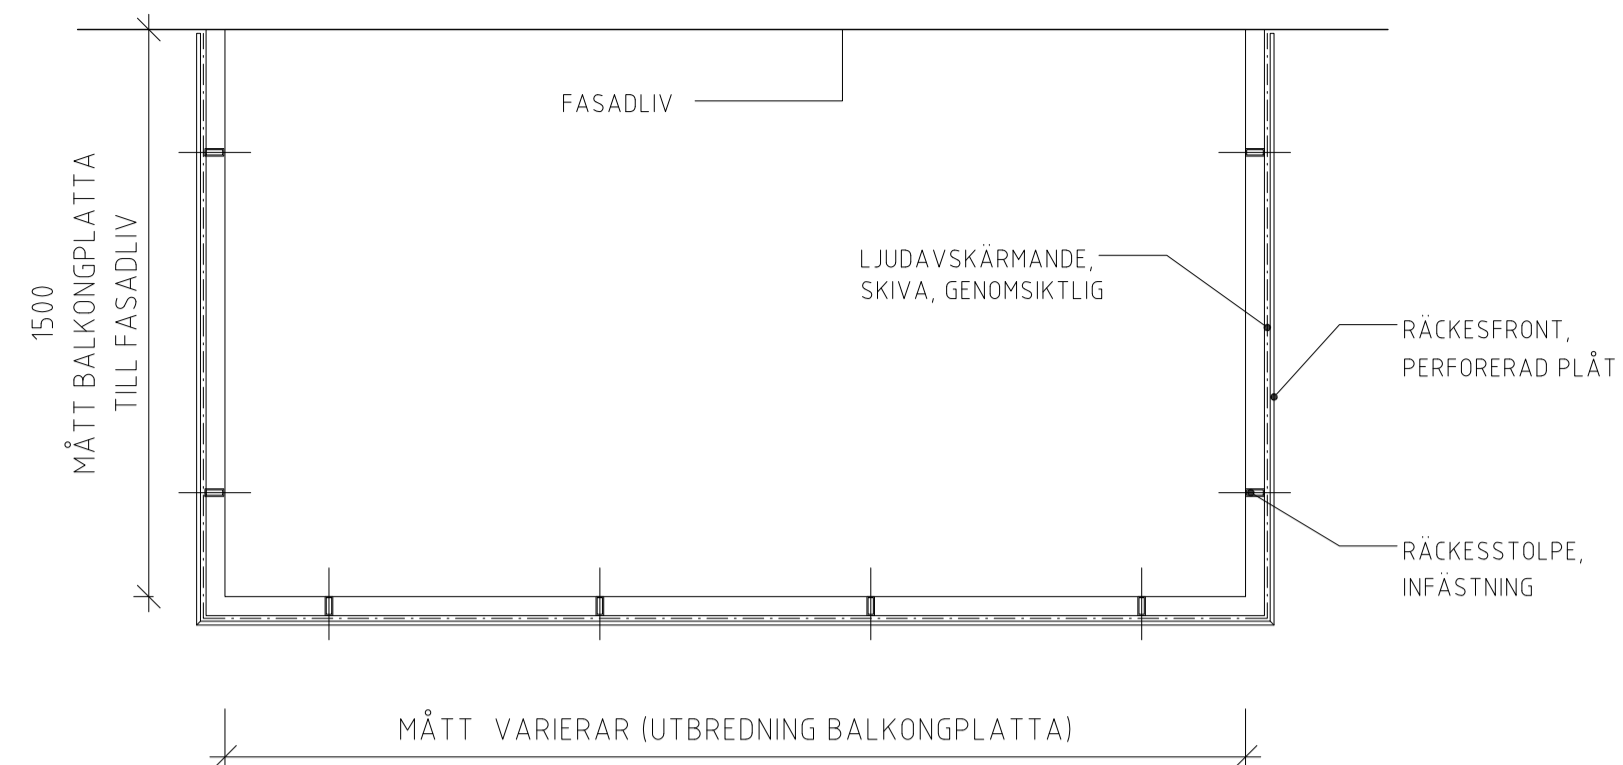 FASADLIV
1500
MÅTT BALKONGPLATTA
TILL FASADLIV
LJUDAVSKÄRMANDE,
SKIVA, GENOMSIKTLIG
RÄCKESFRONT,
PERFORERAD PLÅT
RÄCKESSTOLPE,
INFÄSTNING
MÅTT VARIERAR (UTBREDNING BALKONGPLATTA)